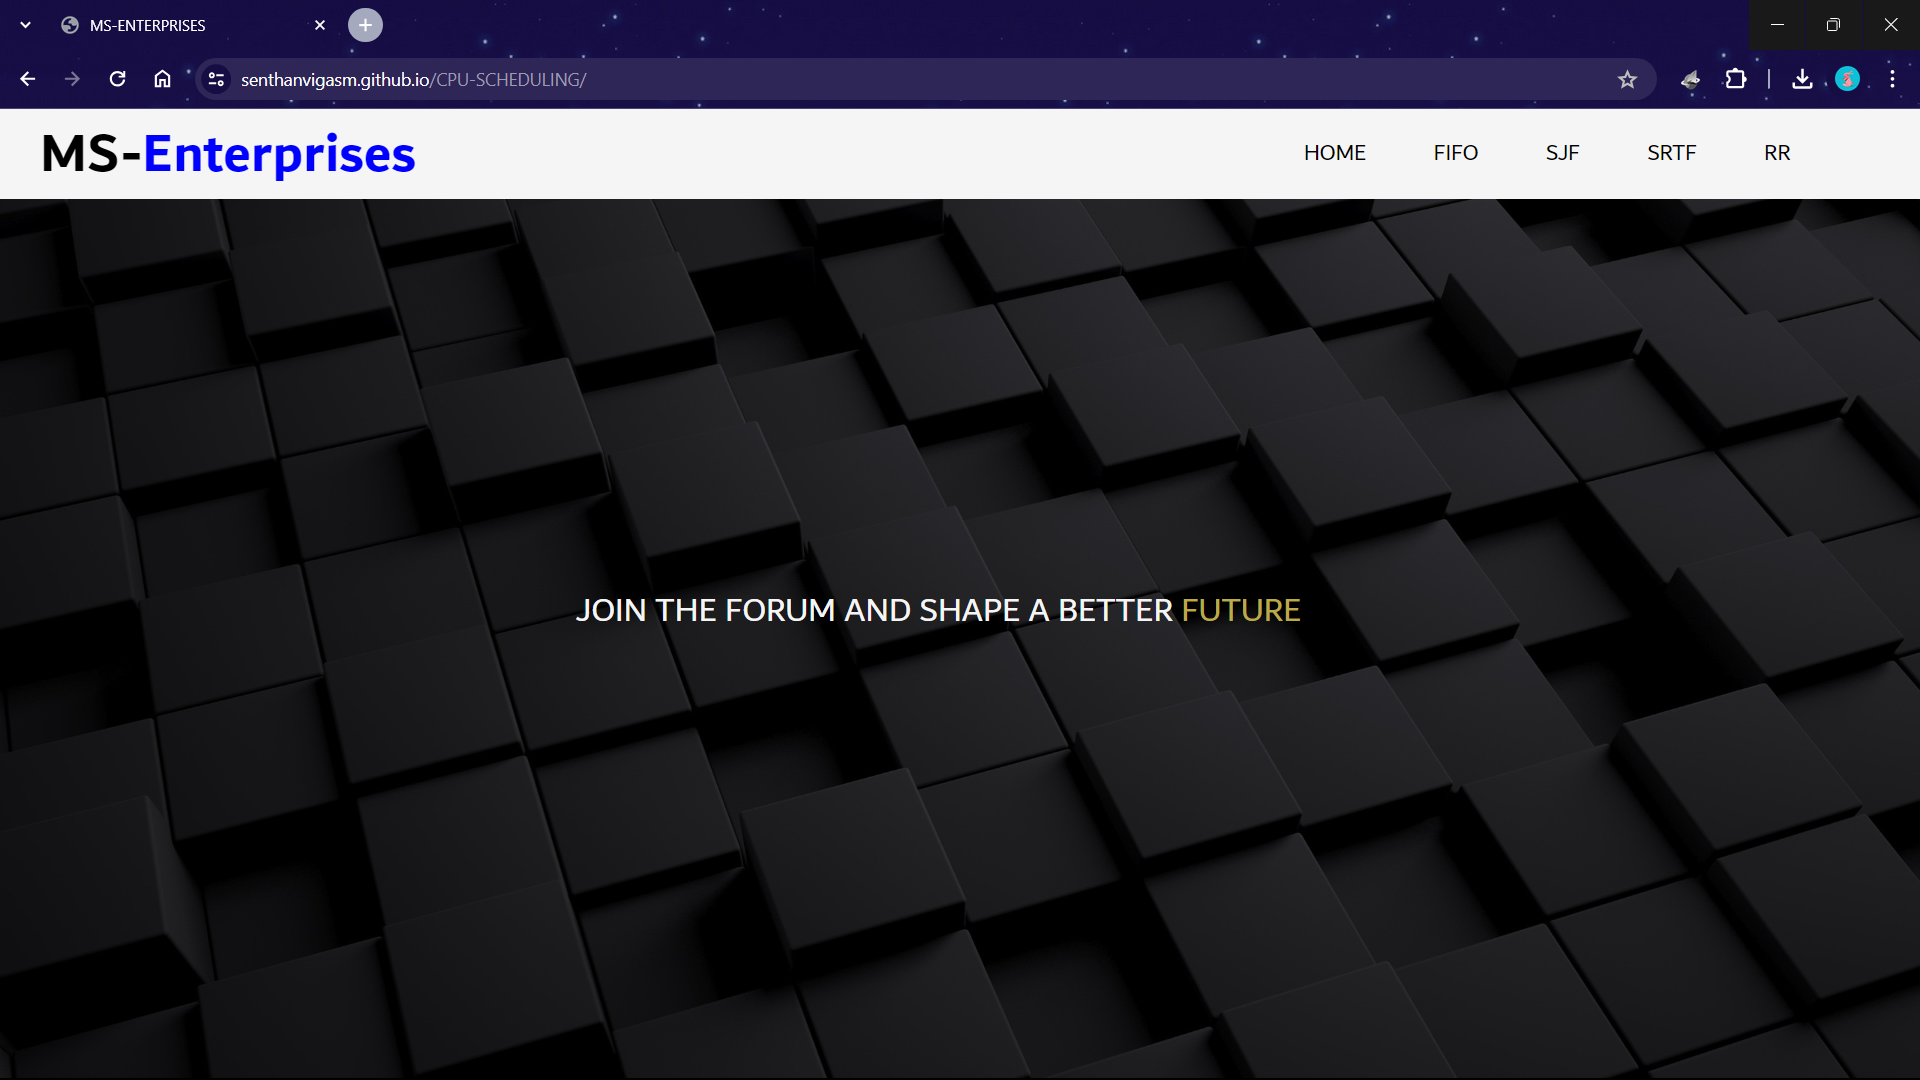 MS-ENTERPRISES
senthanvigasm.github.io/CPU-SCHEDULING/
MS-Enterprises
HOME FIFO SJF SRTF RR
JOIN THE FORUM AND SHAPE A BETTER FUTURE